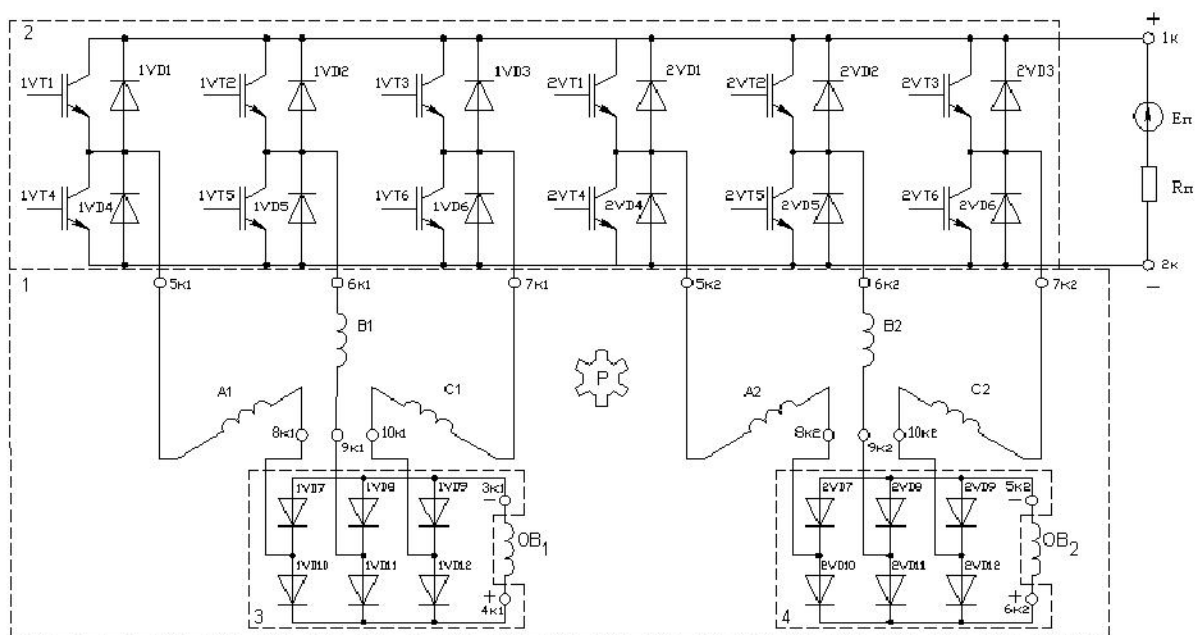 2
+
1к
1VT1
1VD1
1VT2
1VD2
1VT3
1VD3
2VT1
2VD1
2VT2
2VD2
2VT3
2VD3
Еп
1VT4
1VD4
1VT5
1VD5
1VT6
1VD6
2VT4
2VD4
2VT5
2VD5
2VT6
2VD6
Rп
2к
−
1
5к1
6к1
7к1
5к2
6к2
7к2
B1
B2
P
A1
C1
A2
C2
8к1
9к1
10к1
8к2
9к2
10к2
1VD7
1VD8
1VD9
3к1
−
2VD7
2VD8
2VD9
5к2
−
OB1
OB2
1VD10
1VD11
1VD12
+
4к1
2VD10
2VD11
2VD12
+
6к2
3
4